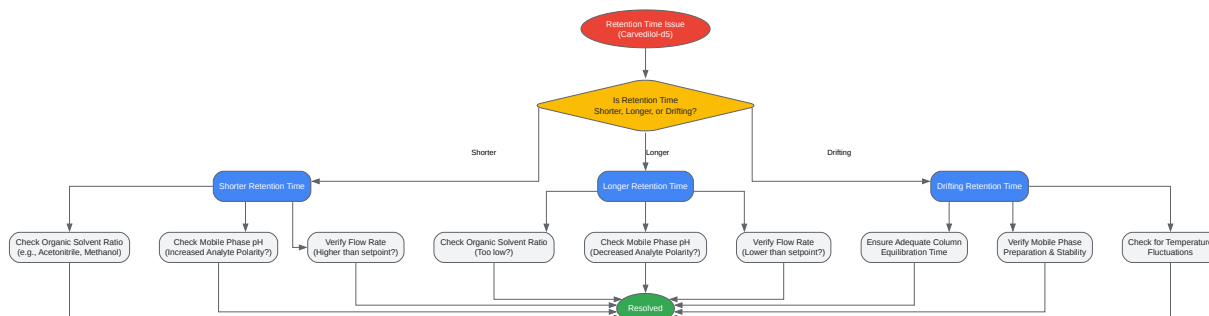 Retention Time Issue
(Carvedilol-d5)
Is Retention Time
Shorter, Longer, or Drifting?
Shorter
Longer
Drifting
Shorter Retention Time
Longer Retention Time
Drifting Retention Time
Check Organic Solvent Ratio
(e.g., Acetonitrile, Methanol)
Check Mobile Phase pH
(Increased Analyte Polarity?)
Verify Flow Rate
(Higher than setpoint?)
Check Organic Solvent Ratio
(Too low?)
Check Mobile Phase pH
(Decreased Analyte Polarity?)
Verify Flow Rate
(Lower than setpoint?)
Ensure Adequate Column
Equilibration Time
Verify Mobile Phase
Preparation & Stability
Check for Temperature
Fluctuations
Resolved